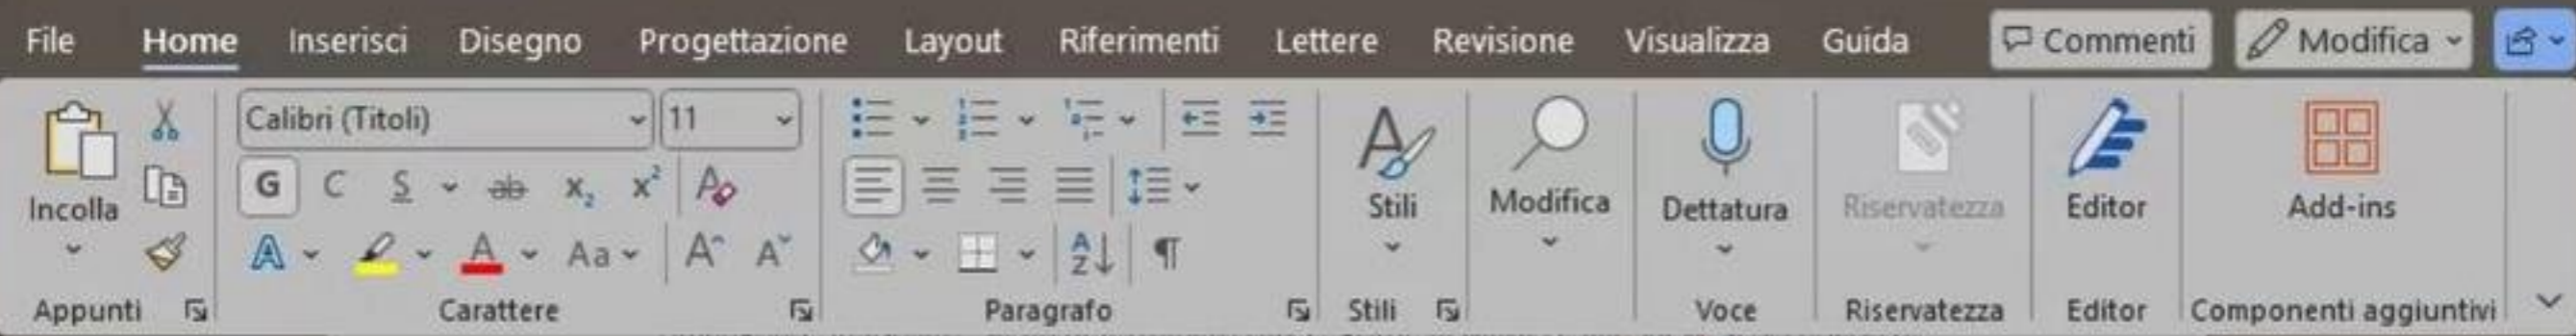 File Home Inserisci Disegno Progettazione Layout Riferimenti Lettere Revisione Visualizza Guida Commenti Modifica
Calibri (Titoli) 11
G C S ab x₂ x²
Incolla Stili Modifica Dettatura Riservatezza Editor Add-ins
A A Aa A A
Appunti Carattere Paragrafo Stili Voce Riservatezza Editor Componenti aggiuntivi